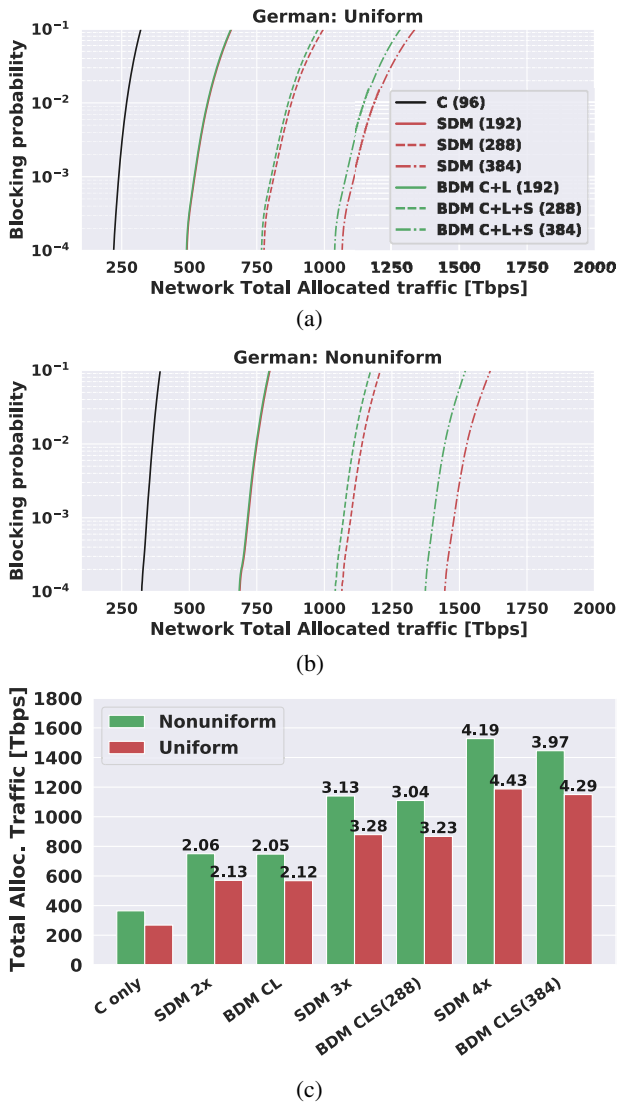 German: Uniform
Blocking probability
10⁻¹
10⁻²
10⁻³
10⁻⁴
C (96)
SDM (192)
SDM (288)
SDM (384)
BDM C+L (192)
BDM C+L+S (288)
BDM C+L+S (384)
250 500 750 1000 1250 1500 1750 2000
Network Total Allocated traffic [Tbps]
(a)
German: Nonuniform
Blocking probability
10⁻¹
10⁻²
10⁻³
10⁻⁴
250 500 750 1000 1250 1500 1750 2000
Network Total Allocated traffic [Tbps]
(b)
Total Alloc. Traffic [Tbps]
1800
1600
1400
1200
1000
800
600
400
200
0
Nonuniform
Uniform
2.06
2.13
2.05
2.12
3.13
3.28
3.04
3.23
4.19
4.43
3.97
4.29
C only
SDM 2x
BDM CL
SDM 3x
BDM CLS(288)
SDM 4x
BDM CLS(384)
(c)